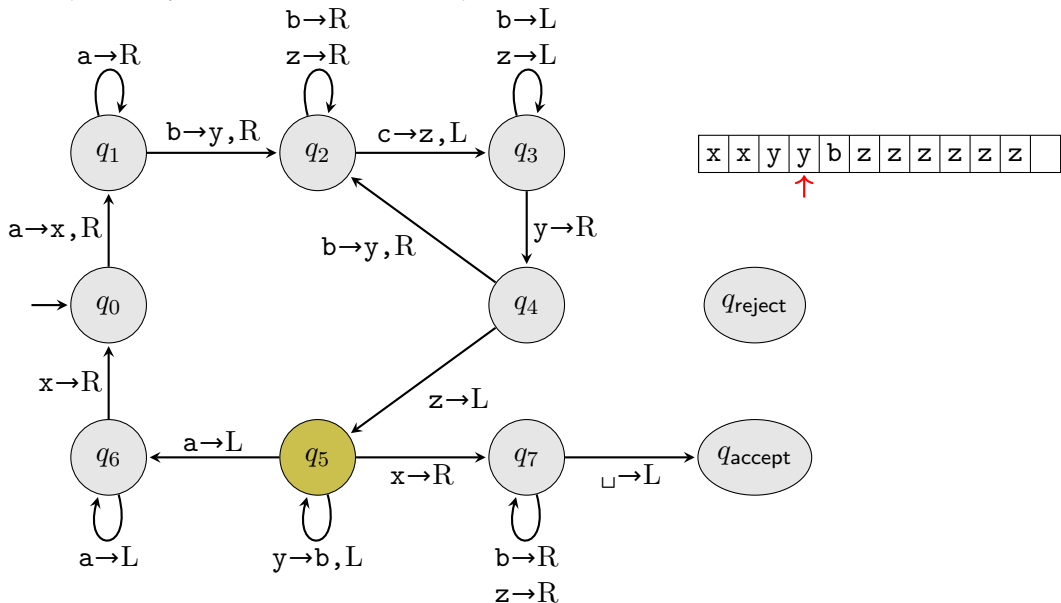 b→R
b→L
a→R
z→R
z→L
q1
b→y,R
q2
c→z,L
q3
x x y y b z z z z z z
a→x,R
b→y,R
y→R
q0
q4
qreject
x→R
z→L
q6
a→L
q5
x→R
q7
␣→L
qaccept
a→L
y→b,L
b→R
z→R